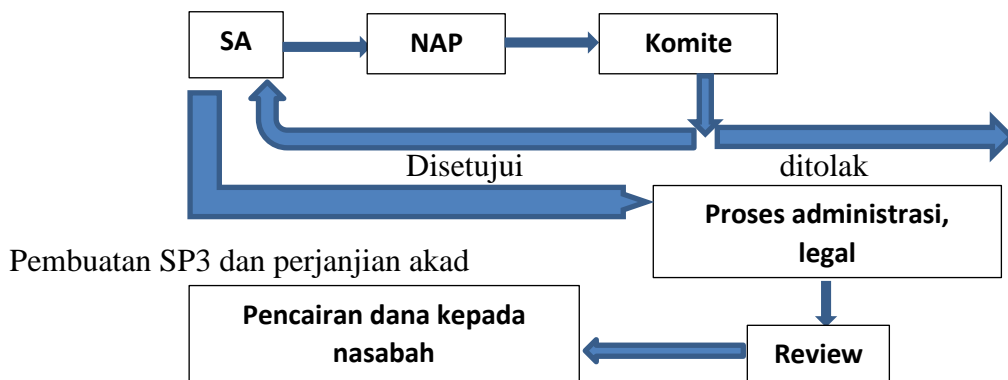 SA
NAP
Komite
Disetujui
ditolak
Proses administrasi,
legal
Pembuatan SP3 dan perjanjian akad
Pencairan dana kepada
nasabah
Review